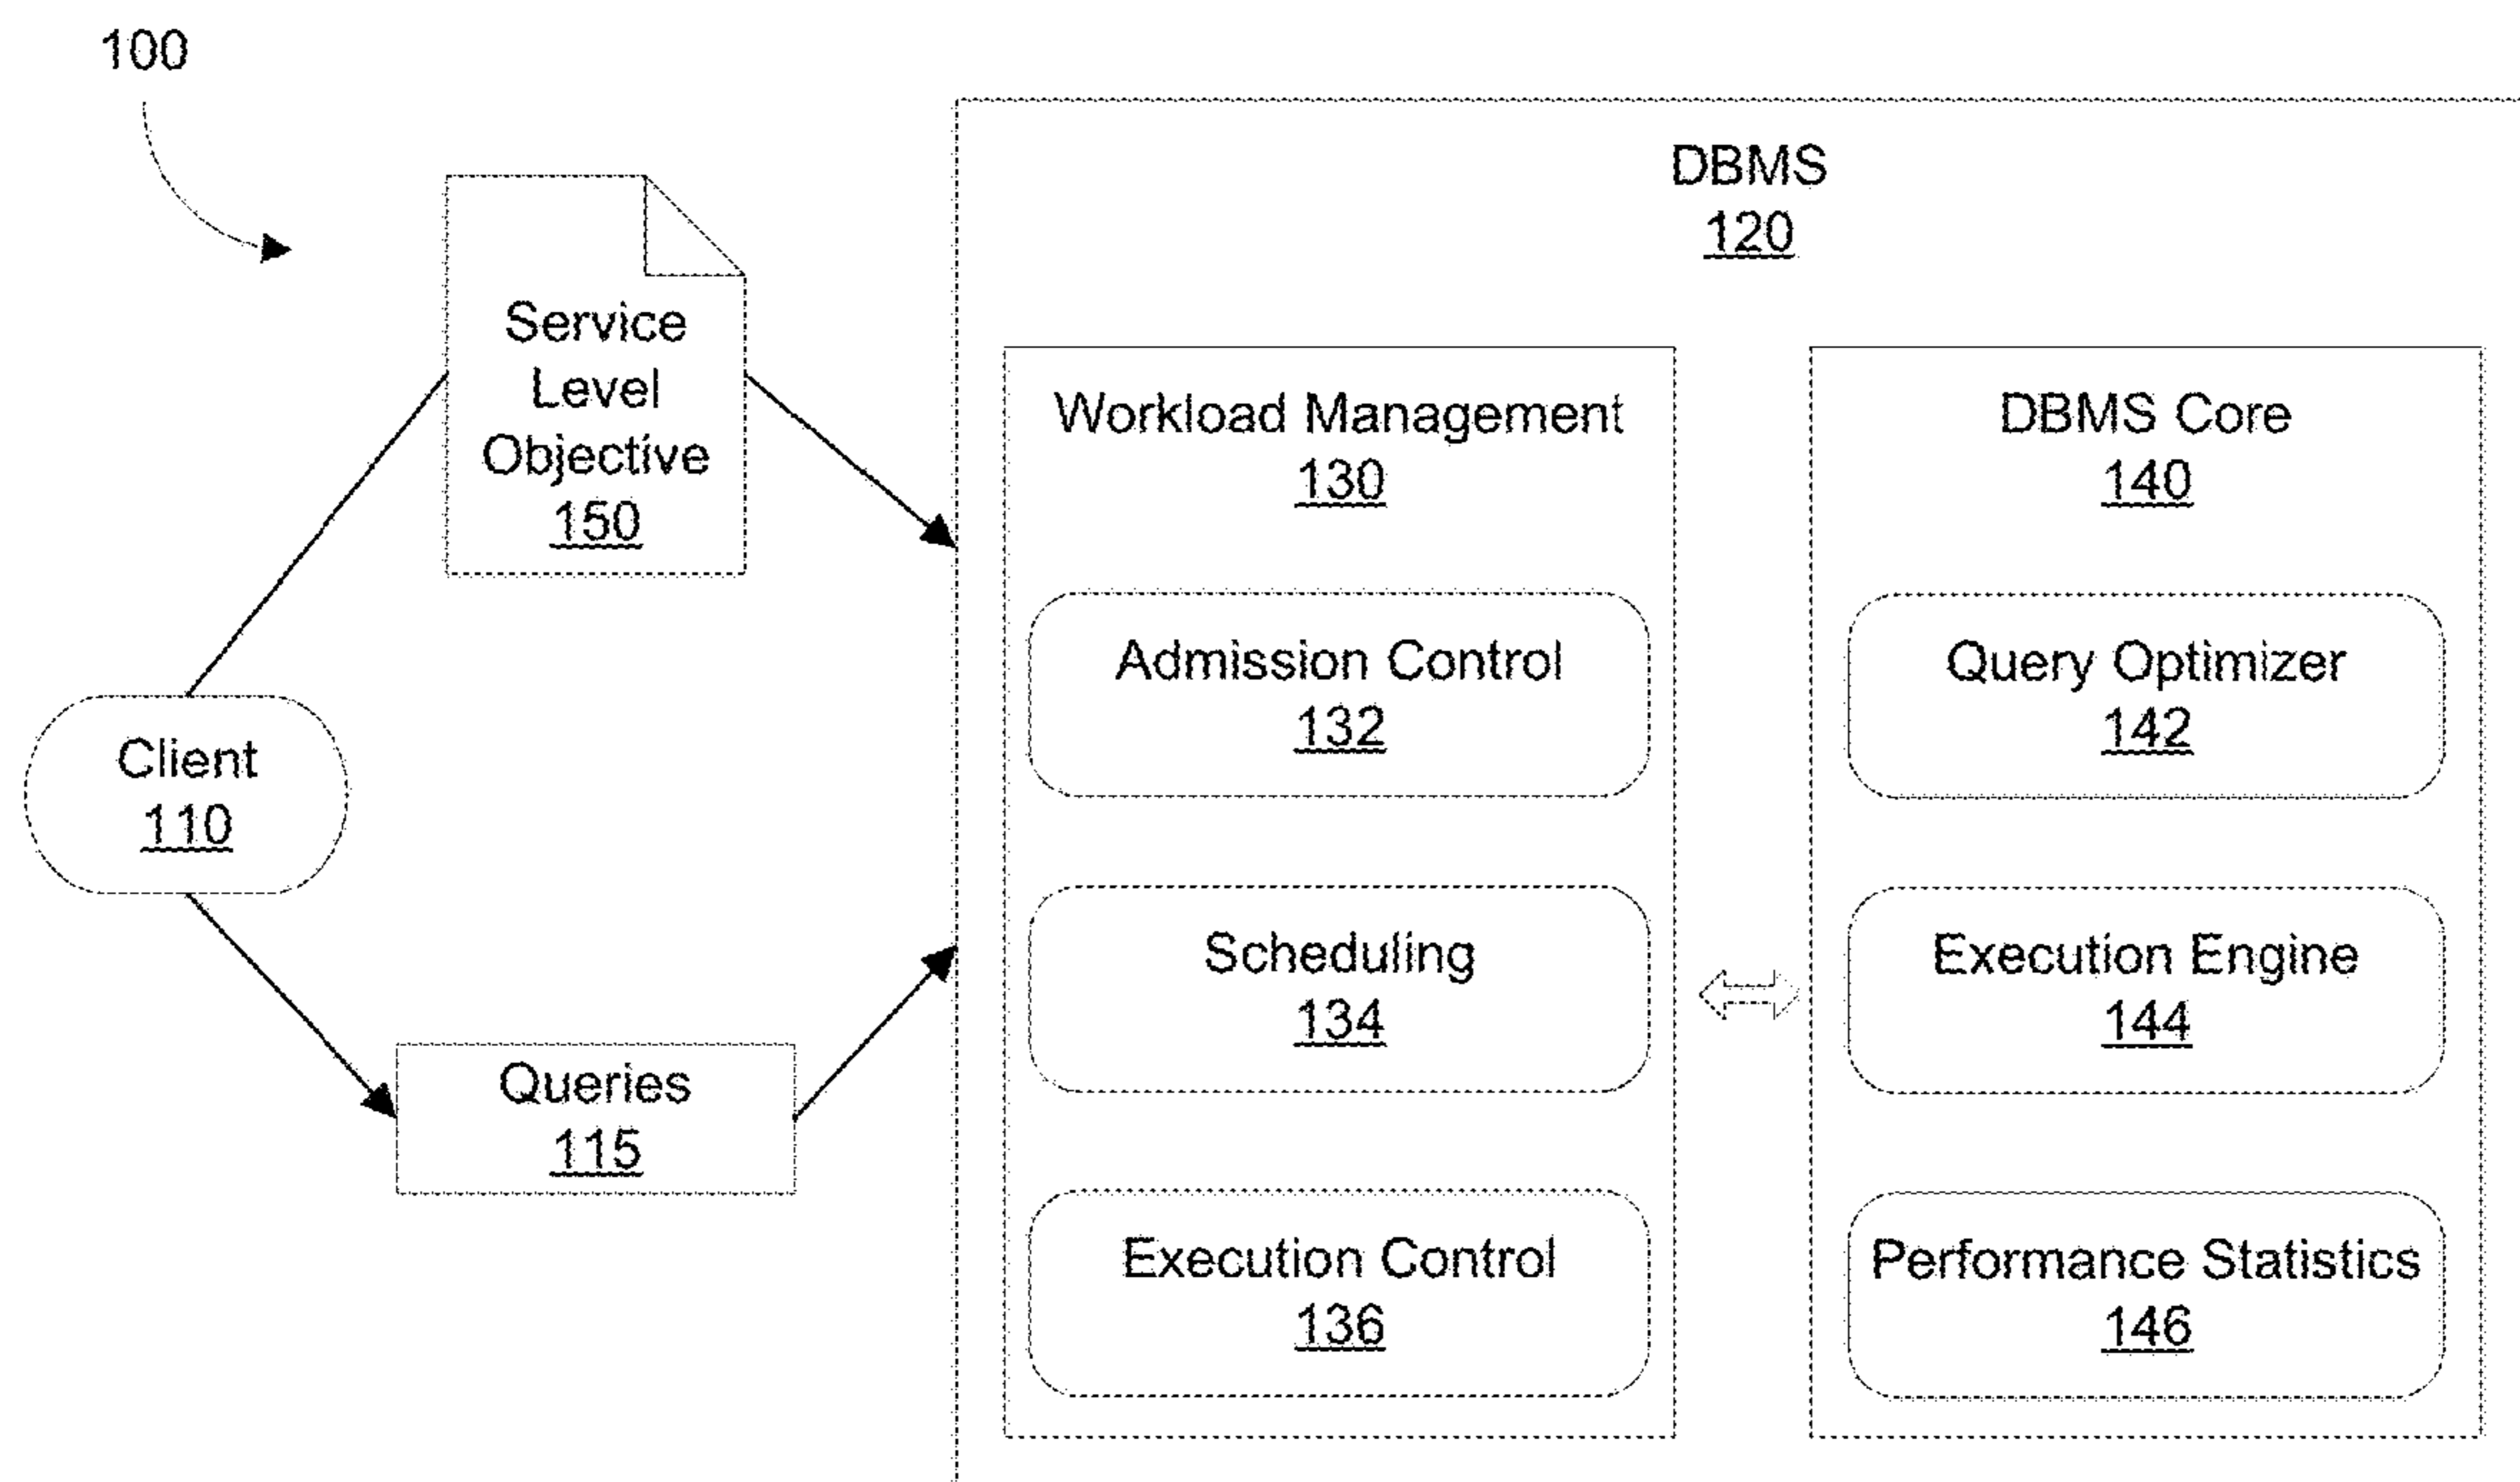 100
DBMS
120
Service
Level
Objective
150
Client
110
Queries
115
Workload Management
130
Admission Control
132
Scheduling
134
Execution Control
136
DBMS Core
140
Query Optimizer
142
Execution Engine
144
Performance Statistics
146